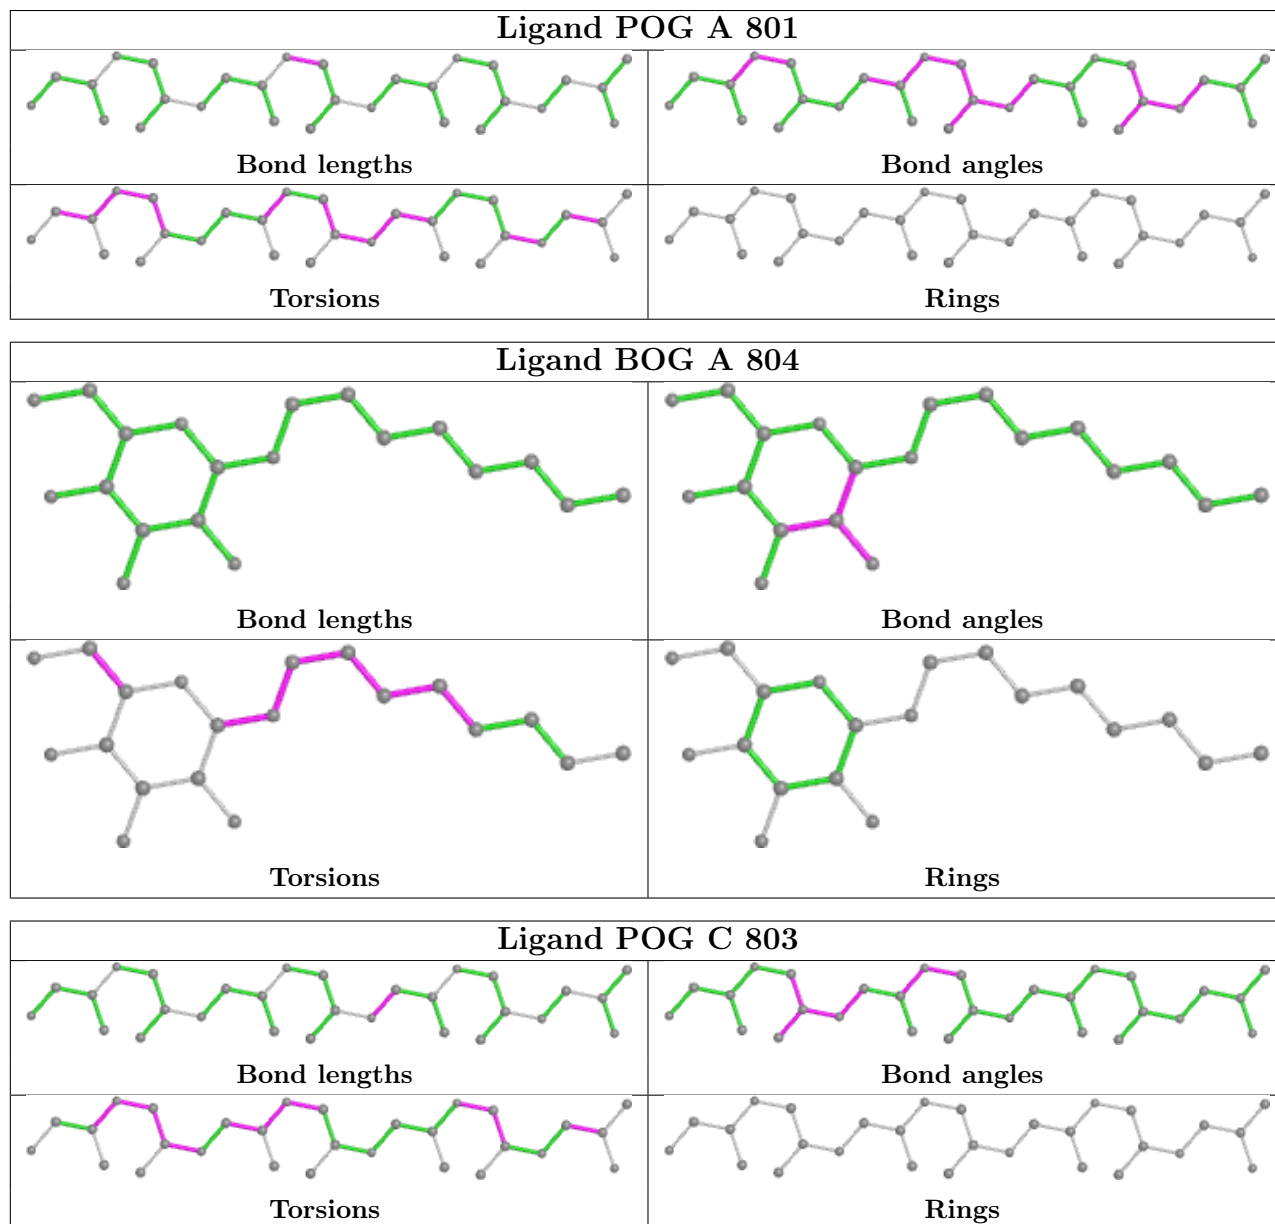 Ligand POG A 801
Bond lengths
Bond angles
Torsions
Rings
Ligand BOG A 804
Bond lengths
Bond angles
Torsions
Rings
Ligand POG C 803
Bond lengths
Bond angles
Torsions
Rings